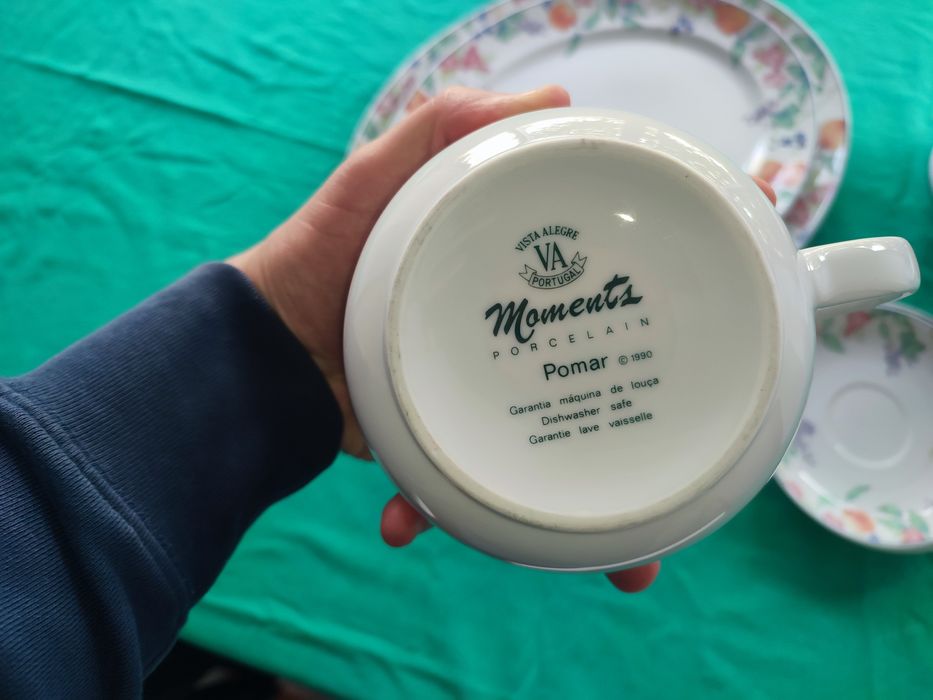 VISTA ALEGRE
VA
PORTUGAL
Moments
PORCELAIN
Pomar © 1990
Garantia máquina de louça
Dishwasher safe
Garantie lave vaisselle